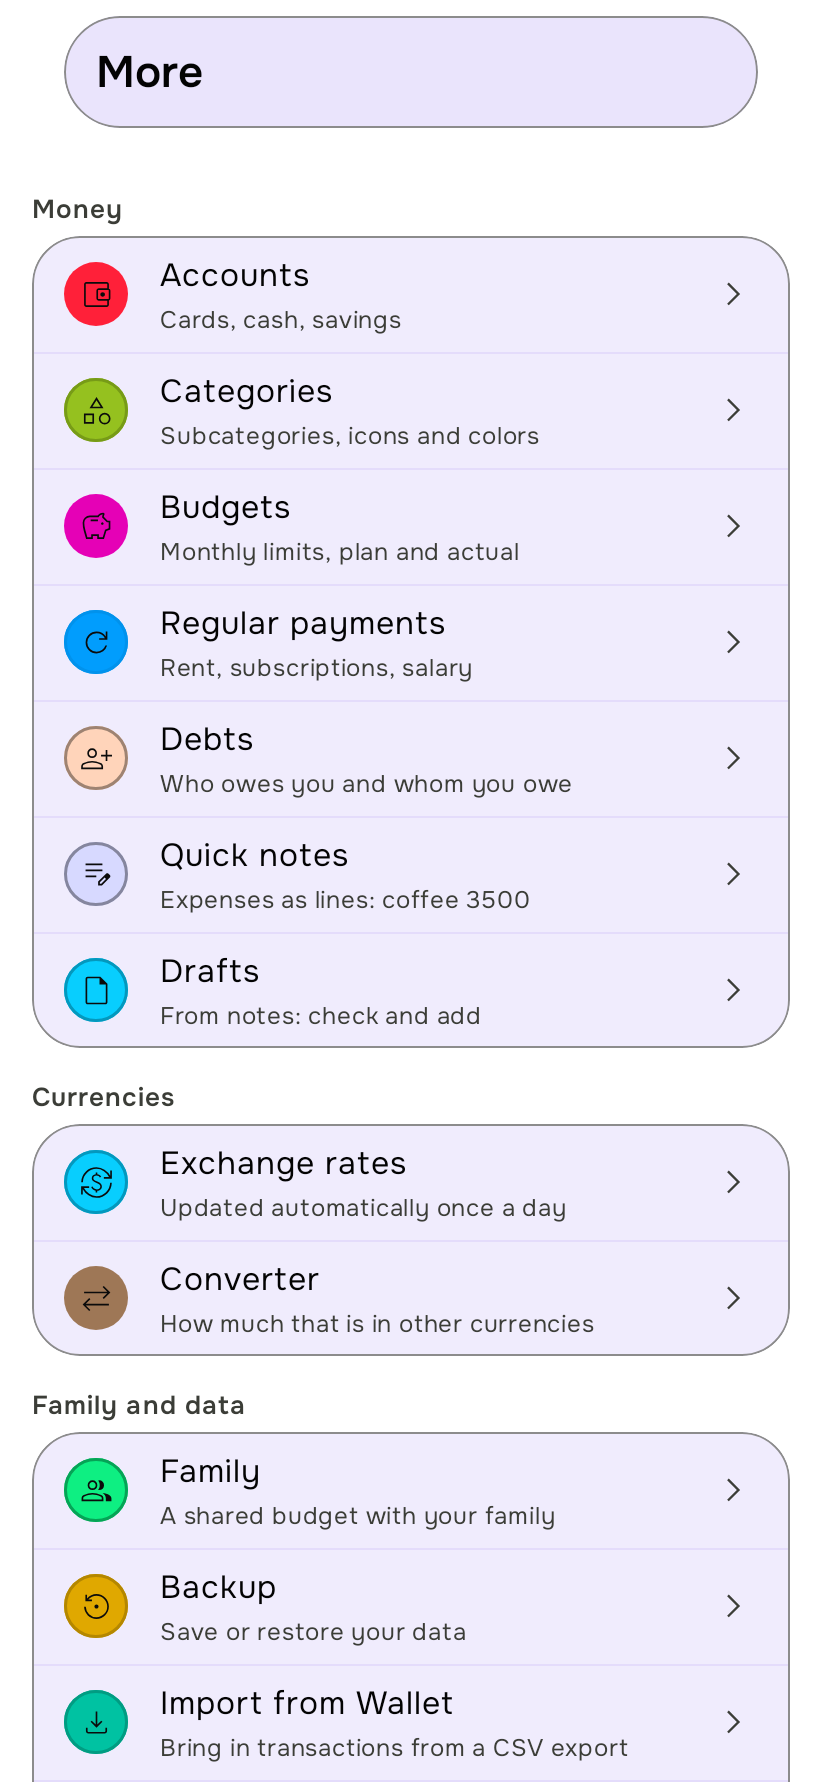 More
Money
Accounts
Cards, cash, savings
Categories
Subcategories, icons and colors
Budgets
Monthly limits, plan and actual
Regular payments
Rent, subscriptions, salary
Debts
Who owes you and whom you owe
Quick notes
Expenses as lines: coffee 3500
Drafts
From notes: check and add
Currencies
Exchange rates
Updated automatically once a day
Converter
How much that is in other currencies
Family and data
Family
A shared budget with your family
Backup
Save or restore your data
Import from Wallet
Bring in transactions from a CSV export